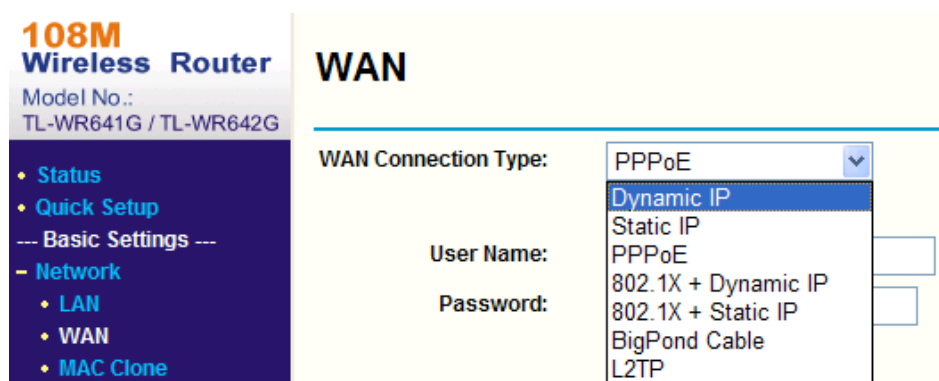 108M
Wireless Router
Model No.:
TL-WR641G / TL-WR642G
• Status
• Quick Setup
--- Basic Settings ---
– Network
• LAN
• WAN
• MAC Clone
WAN
WAN Connection Type: PPPoE
Dynamic IP
Static IP
PPPoE
802.1X + Dynamic IP
802.1X + Static IP
BigPond Cable
L2TP
User Name:
Password: